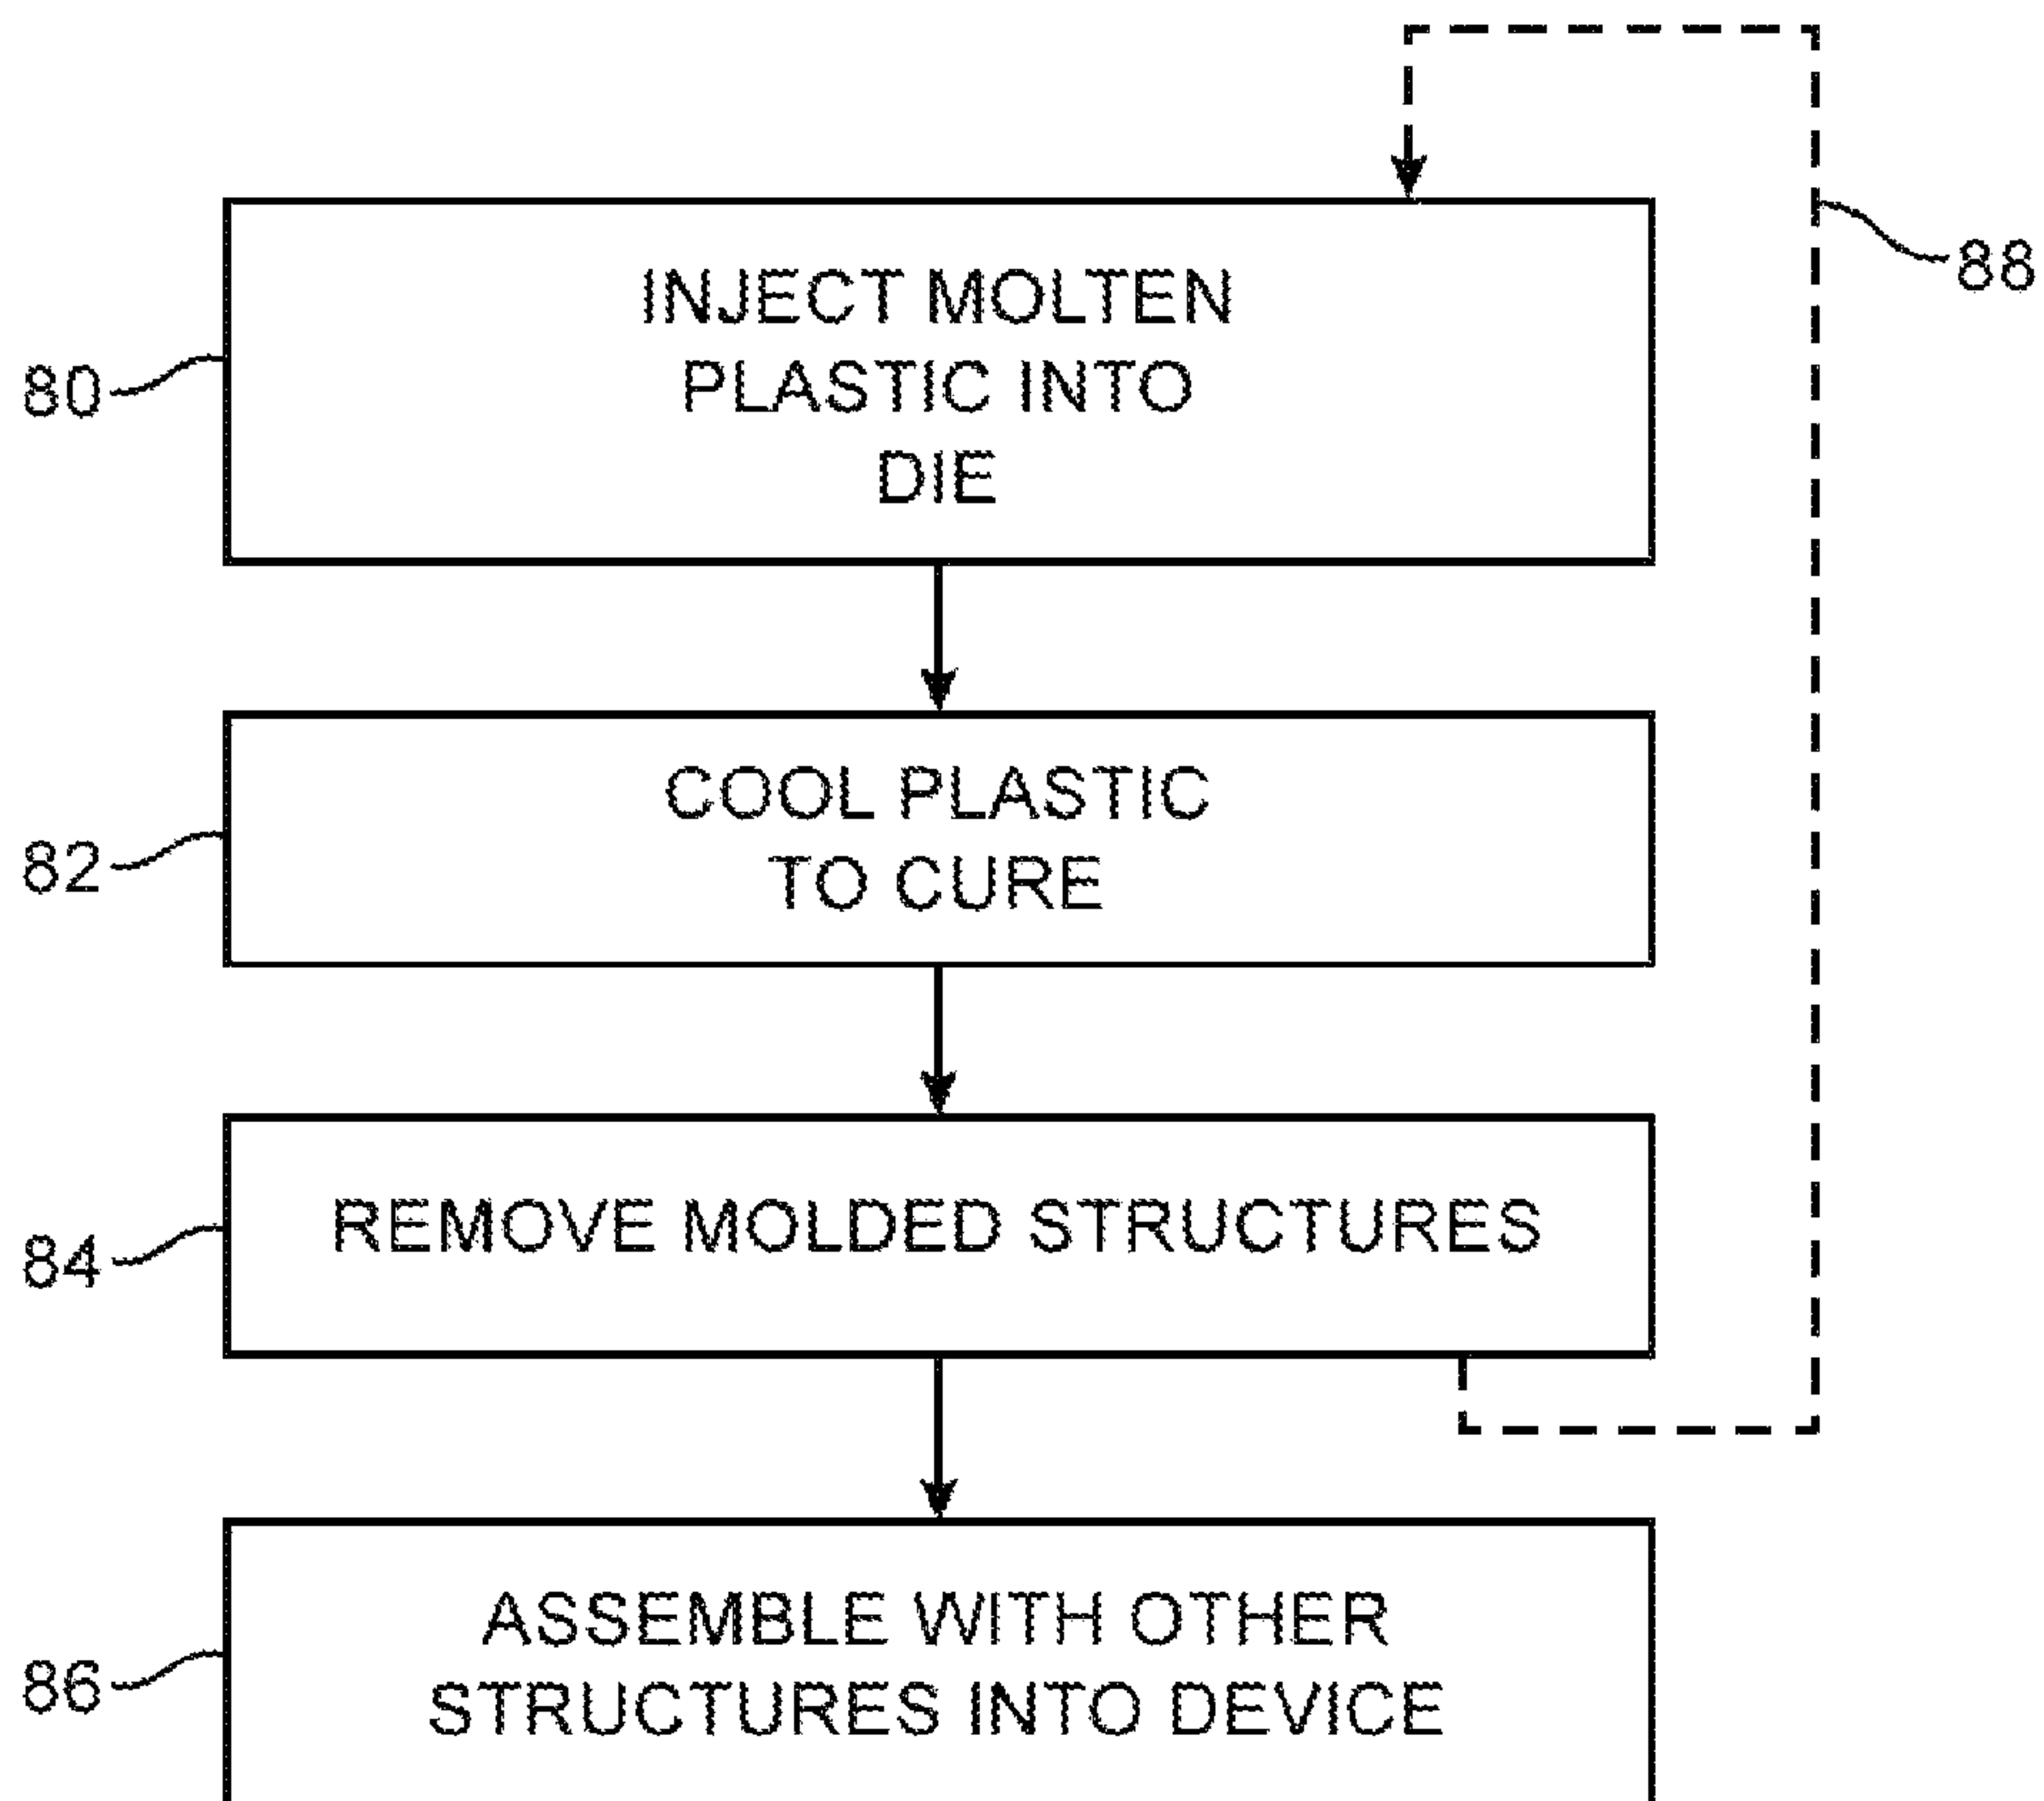 88
80
INJECT MOLTEN
PLASTIC INTO
DIE
82
COOL PLASTIC
TO CURE
84
REMOVE MOLDED STRUCTURES
86
ASSEMBLE WITH OTHER
STRUCTURES INTO DEVICE